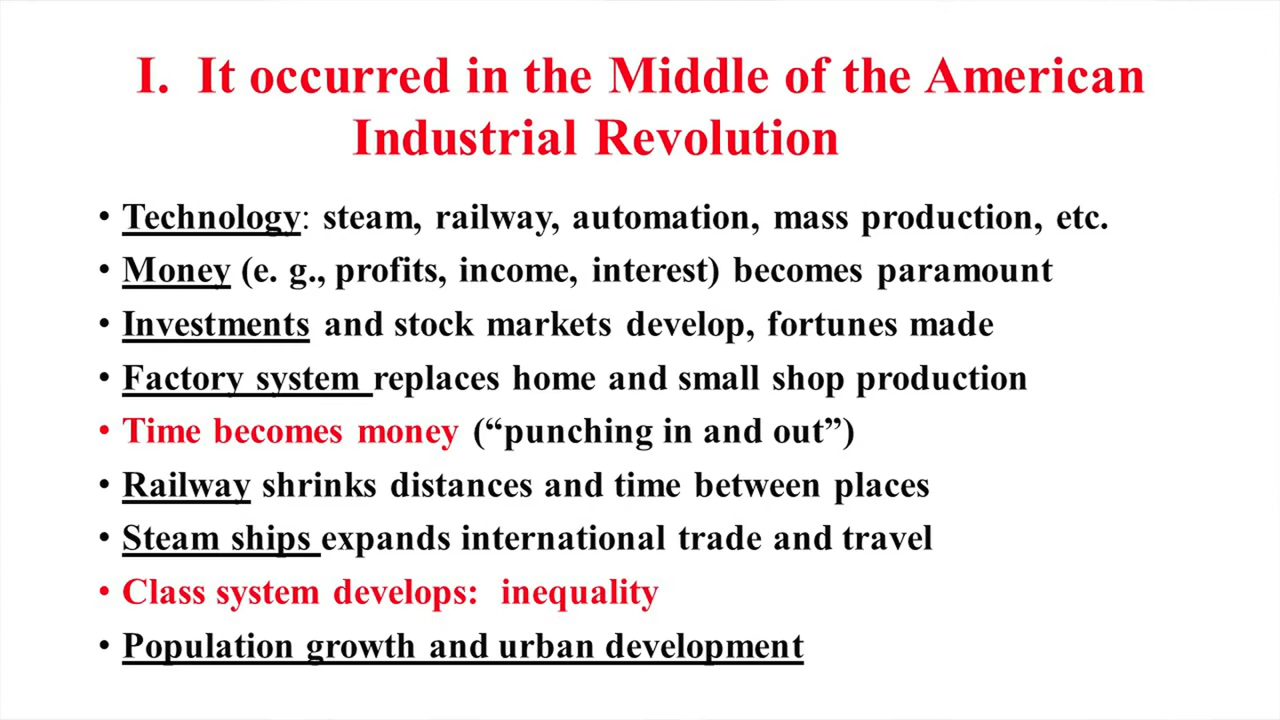 I. It occurred in the Middle of the American
Industrial Revolution
• Technology: steam, railway, automation, mass production, etc.
• Money (e. g., profits, income, interest) becomes paramount
• Investments and stock markets develop, fortunes made
• Factory system replaces home and small shop production
• Time becomes money (“punching in and out”)
• Railway shrinks distances and time between places
• Steam ships expands international trade and travel
• Class system develops: inequality
• Population growth and urban development